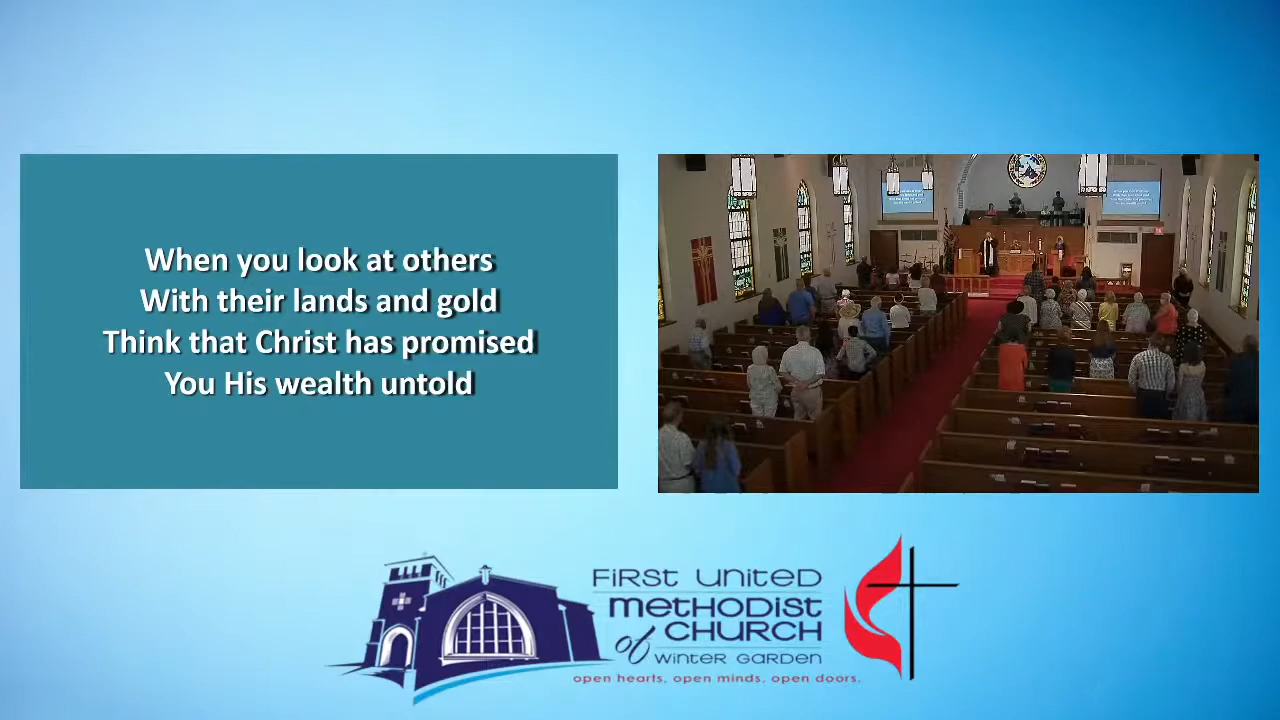 When you look at others
With their lands and gold
Think that Christ has promised
You His wealth untold
FiRST UNiTED
METHODiST
of CHURCH
WiNTER GARDEN
open hearts, open minds, open doors.